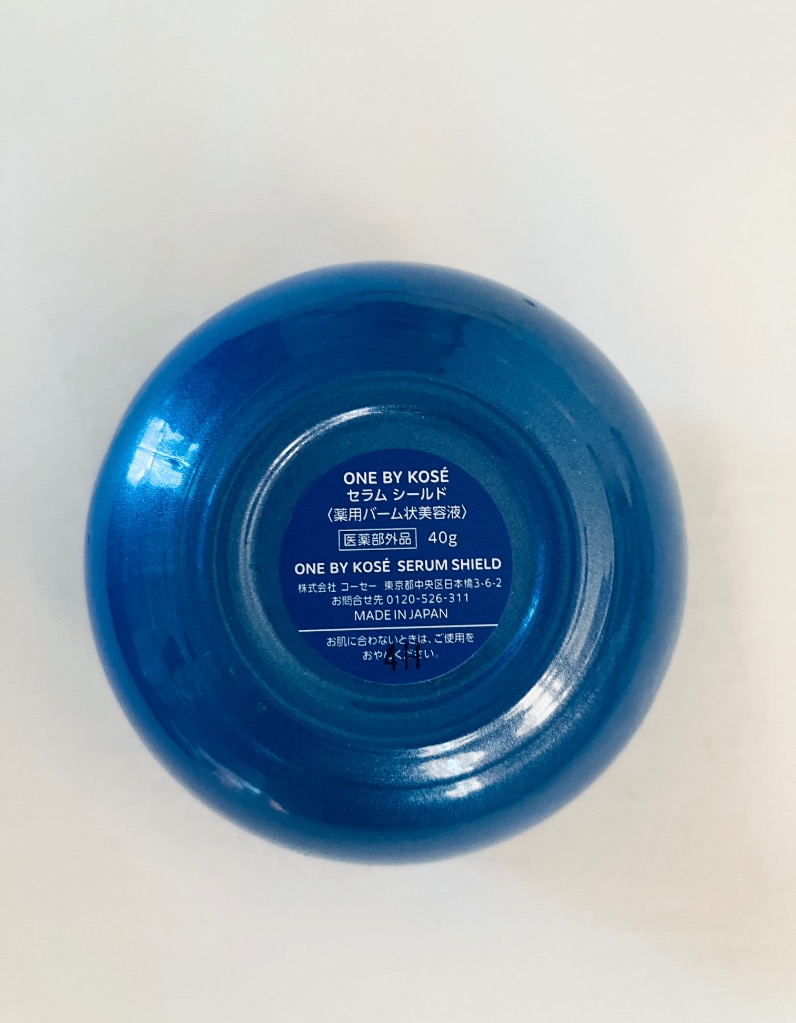 ONE BY KOSÉ
セラム シールド
〈薬用バーム状美容液〉
医薬部外品 40g
ONE BY KOSÉ SERUM SHIELD
株式会社 コーセー 東京都中央区日本橋3-6-2
お問合せ先 0120-526-311
MADE IN JAPAN
お肌に合わないときは、ご使用を
おやめください。